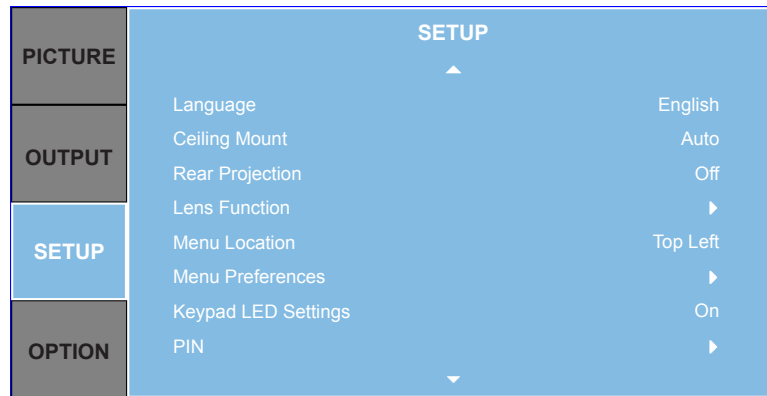 PICTURE
OUTPUT
SETUP
OPTION
SETUP
Language English
Ceiling Mount Auto
Rear Projection Off
Lens Function
Menu Location Top Left
Menu Preferences
Keypad LED Settings On
PIN